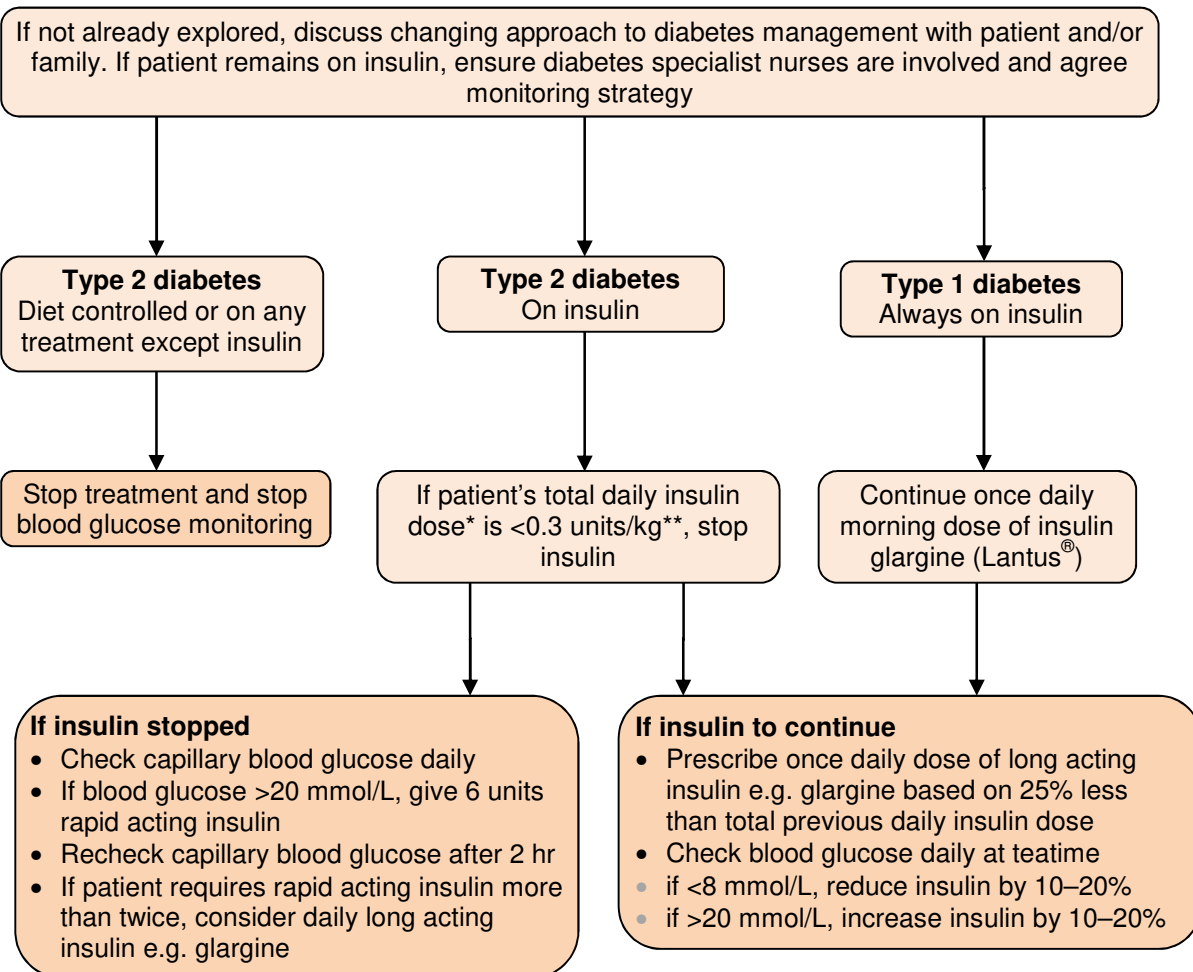 If not already explored, discuss changing approach to diabetes management with patient and/or
family. If patient remains on insulin, ensure diabetes specialist nurses are involved and agree
monitoring strategy
Type 2 diabetes
Diet controlled or on any
treatment except insulin
Type 2 diabetes
On insulin
Type 1 diabetes
Always on insulin
Stop treatment and stop
blood glucose monitoring
If patient's total daily insulin
dose* is <0.3 units/kg**, stop
insulin
Continue once daily
morning dose of insulin
glargine (Lantus®)
If insulin stopped
• Check capillary blood glucose daily
• If blood glucose >20 mmol/L, give 6 units
rapid acting insulin
• Recheck capillary blood glucose after 2 hr
• If patient requires rapid acting insulin more
than twice, consider daily long acting
insulin e.g. glargine
If insulin to continue
• Prescribe once daily dose of long acting
insulin e.g. glargine based on 25% less
than total previous daily insulin dose
• Check blood glucose daily at teatime
• if <8 mmol/L, reduce insulin by 10–20%
• if >20 mmol/L, increase insulin by 10–20%